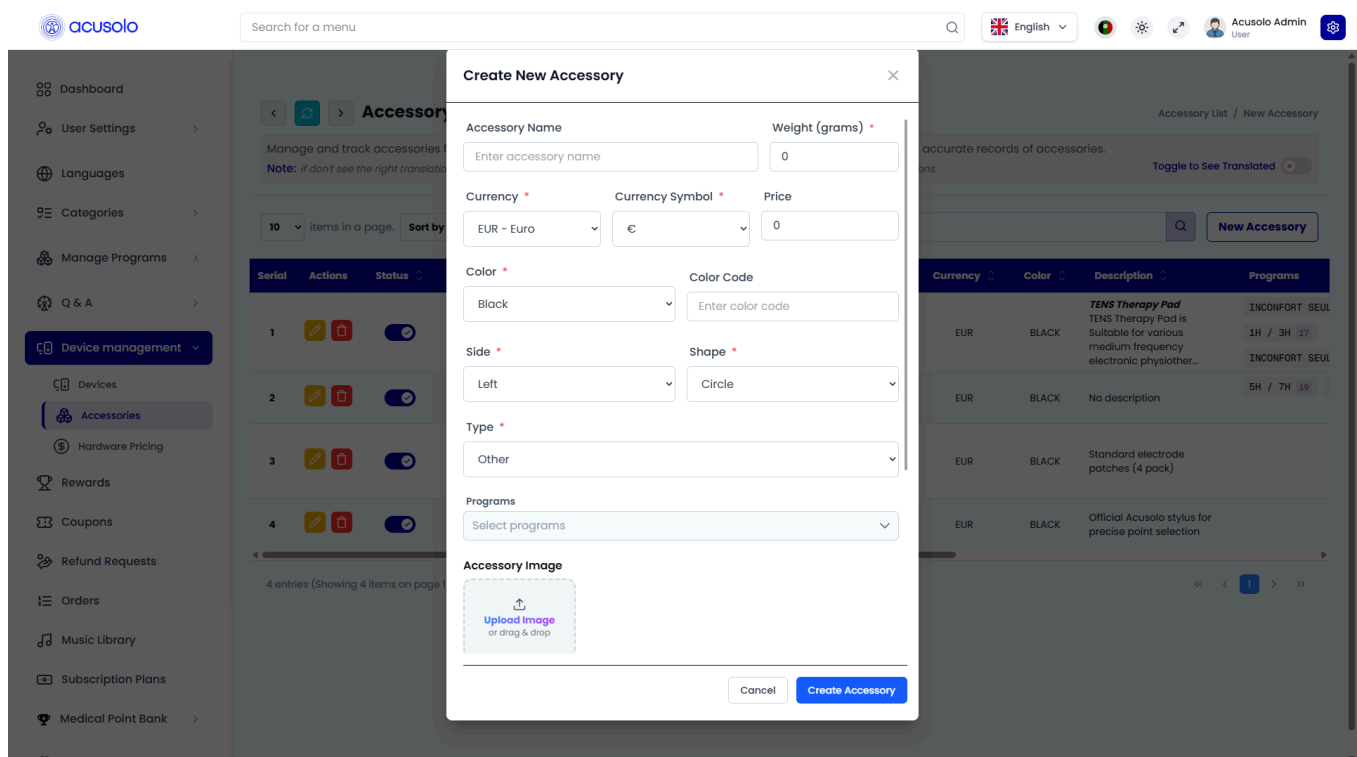 acusolo
Search for a menu
English
Acusolo Admin
User
Dashboard
User Settings
Languages
Categories
Manage Programs
Q & A
Device management
Devices
Accessories
Hardware Pricing
Rewards
Coupons
Refund Requests
Orders
Music Library
Subscription Plans
Medical Point Bank
Accessory
Accessory List / New Accessory
Manage and track accessories
accurate records of accessories.
Note: if don't see the right
Toggle to See Translated
10 items in a page. Sort by
New Accessory
Serial Actions Status Currency Color Description Programs
1 EUR BLACK
TENS Therapy Pad
TENS Therapy Pad is
Suitable for various
medium frequency
electronic physiother...
INCONFORT SEUL
1H / 3H 17
INCONFORT SEUL
2 EUR BLACK No description
5H / 7H 19
3 EUR BLACK
Standard electrode
patches (4 pack)
4 EUR BLACK
Official Acusolo stylus for
precise point selection
4 entries (Showing 4 items on page
« < 1 > »
Create New Accessory
Accessory Name Weight (grams) *
Enter accessory name 0
Currency * Currency Symbol * Price
EUR - Euro € 0
Color * Color Code
Black Enter color code
Side * Shape *
Left Circle
Type *
Other
Programs
Select programs
Accessory Image
Upload Image
or drag & drop
Cancel Create Accessory